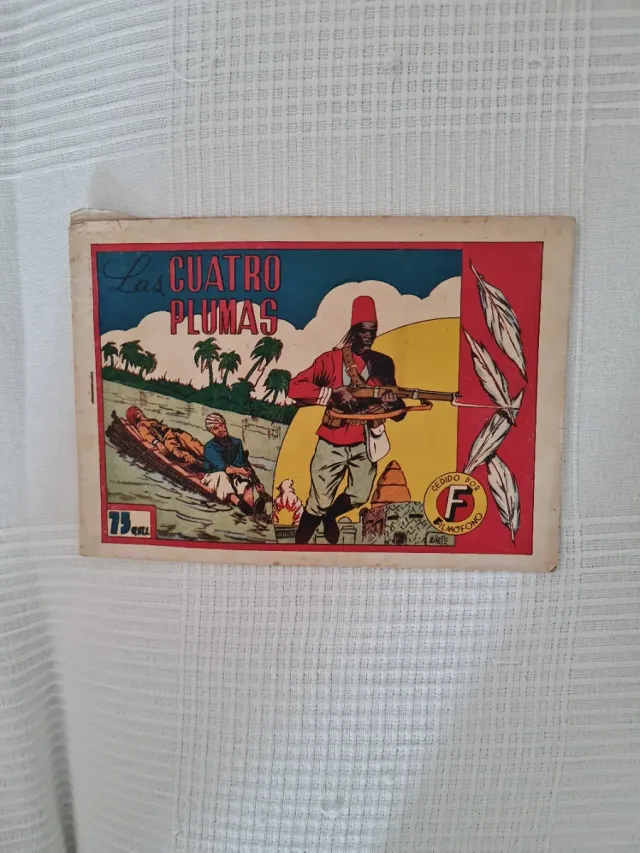 Las CUATRO
PLUMAS
75 CTS.
CEDIDO POR
F
FILMÓFONO